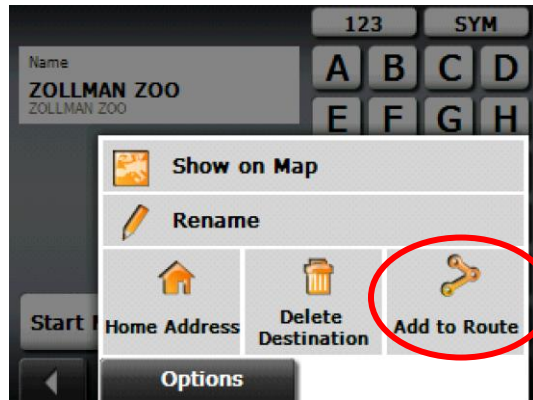 123 SYM
Name
ZOLLMAN ZOO
ZOLLMAN ZOO
A B C D
E F G H
Show on Map
Rename
Home Address
Delete
Destination
Add to Route
Start
Options